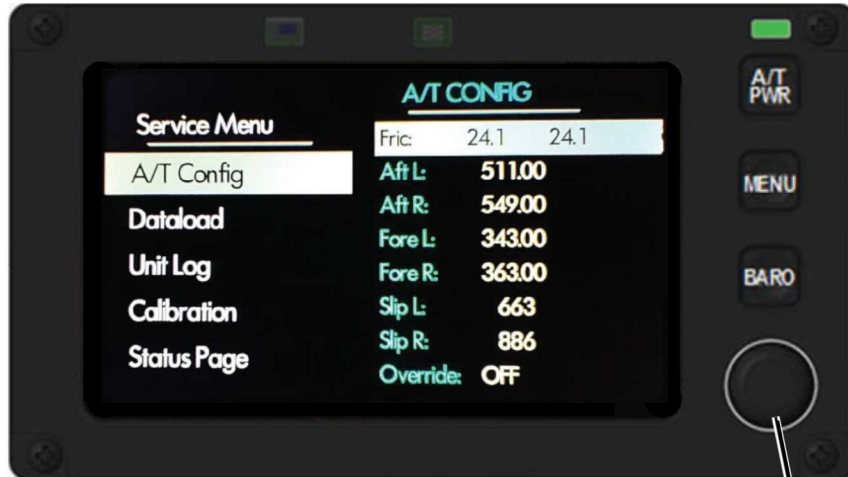 A/T CONFIG
Service Menu
A/T Config
Dataload
Unit Log
Calibration
Status Page
Fric: 24.1 24.1
Aft L: 511.00
Aft R: 549.00
Fore L: 343.00
Fore R: 363.00
Slip L: 663
Slip R: 886
Override: OFF
A/T
PWR
MENU
BARO